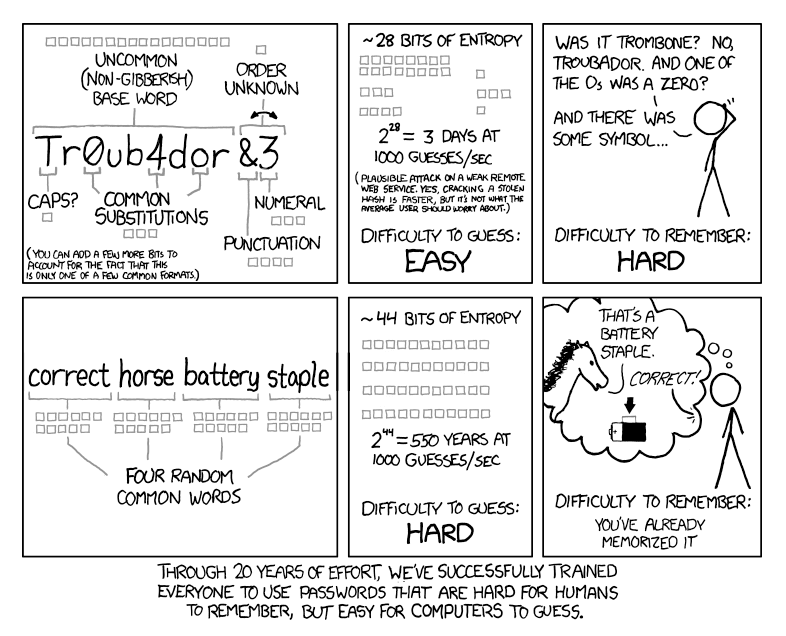 UNCOMMON
(NON-GIBBERISH)
BASE WORD
ORDER
UNKNOWN
Tr0ub4dor &3
CAPS?
COMMON
SUBSTITUTIONS
NUMERAL
PUNCTUATION
(YOU CAN ADD A FEW MORE BITS TO
ACCOUNT FOR THE FACT THAT THIS
IS ONLY ONE OF A FEW COMMON FORMATS.)
~28 BITS OF ENTROPY
2^28 = 3 DAYS AT
1000 GUESSES/SEC
(PLAUSIBLE ATTACK ON A WEAK REMOTE
WEB SERVICE. YES, CRACKING A STOLEN
HASH IS FASTER, BUT IT'S NOT WHAT THE
AVERAGE USER SHOULD WORRY ABOUT.)
DIFFICULTY TO GUESS:
EASY
WAS IT TROMBONE? NO,
TROUBADOR. AND ONE OF
THE Os WAS A ZERO?
AND THERE WAS
SOME SYMBOL...
DIFFICULTY TO REMEMBER:
HARD
correct horse battery staple
FOUR RANDOM
COMMON WORDS
~44 BITS OF ENTROPY
2^44 = 550 YEARS AT
1000 GUESSES/SEC
DIFFICULTY TO GUESS:
HARD
THAT'S A
BATTERY
STAPLE.
CORRECT!
DIFFICULTY TO REMEMBER:
YOU'VE ALREADY
MEMORIZED IT
THROUGH 20 YEARS OF EFFORT, WE'VE SUCCESSFULLY TRAINED
EVERYONE TO USE PASSWORDS THAT ARE HARD FOR HUMANS
TO REMEMBER, BUT EASY FOR COMPUTERS TO GUESS.